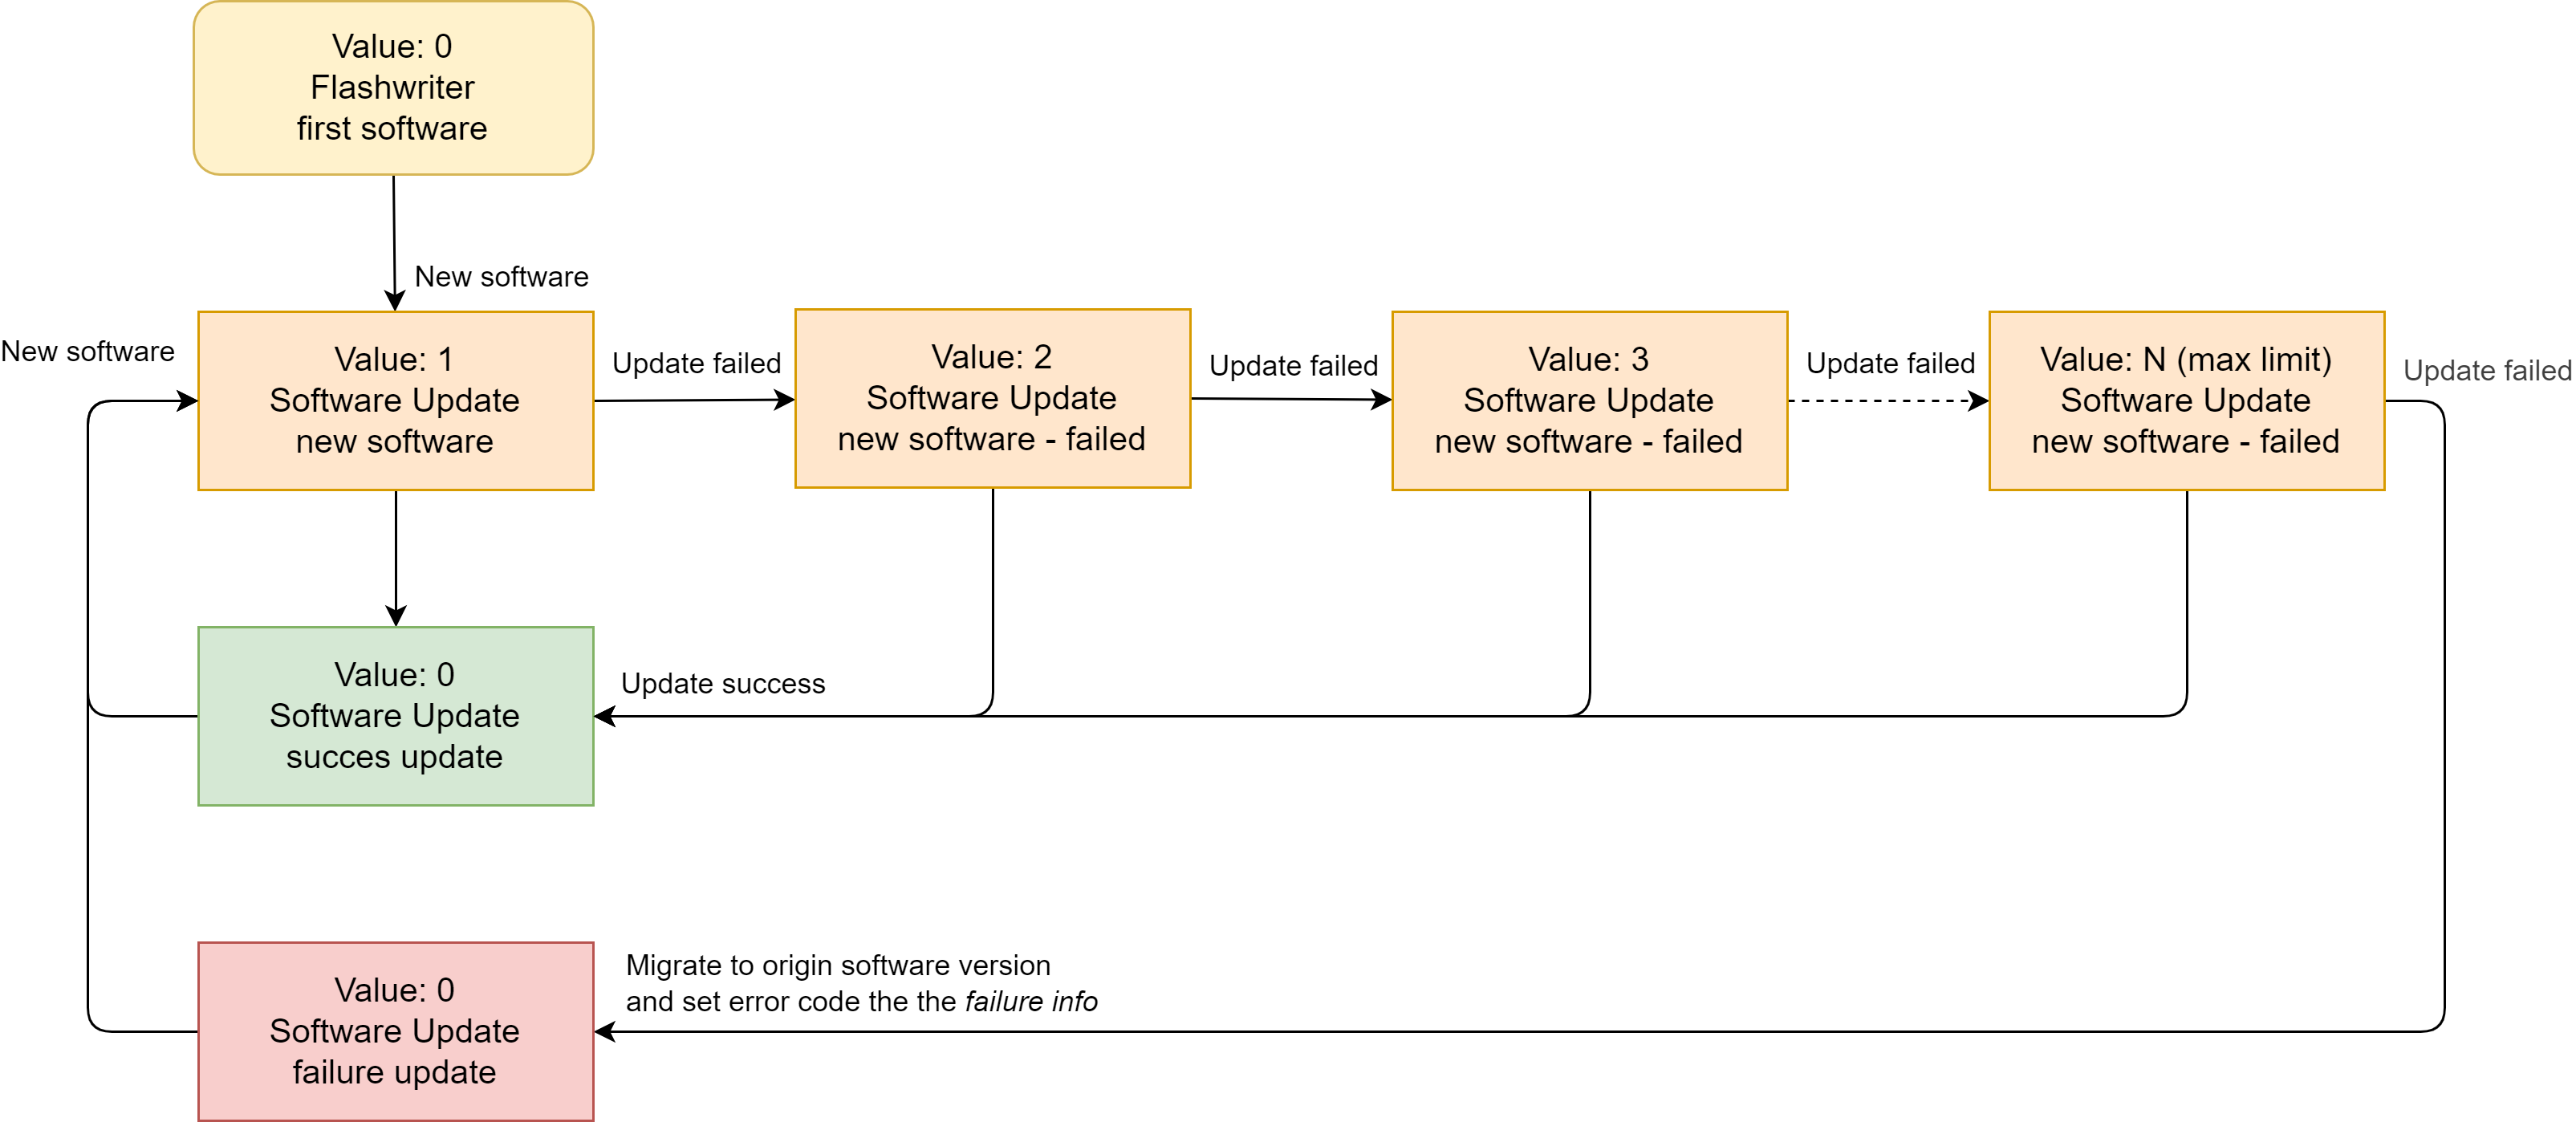 Value: 0
Flashwriter
first software
New software
New software
Value: 1
Software Update
new software
Update failed
Value: 2
Software Update
new software - failed
Update failed
Value: 3
Software Update
new software - failed
Update failed
Value: N (max limit)
Software Update
new software - failed
Update failed
Value: 0
Software Update
succes update
Update success
Value: 0
Software Update
failure update
Migrate to origin software version
and set error code the the failure info